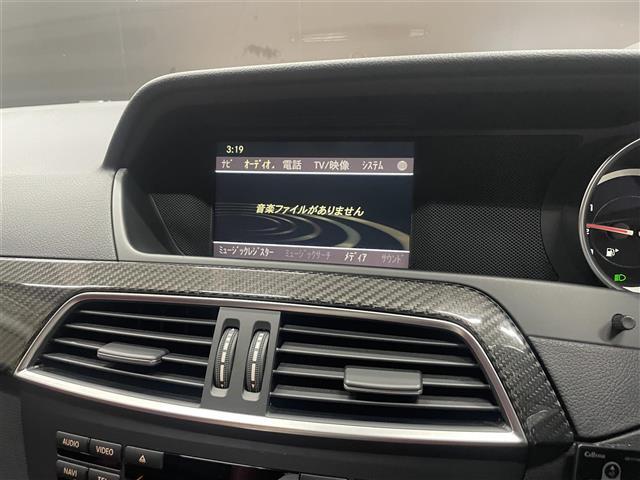 3:19
ナビ オーディオ 電話 TV/映像 システム
音楽ファイルがありません
ミュージックレジスター ミュージックサーチ メディア サウンド
AUDIO VIDEO
NAVI TEL
Cellstar